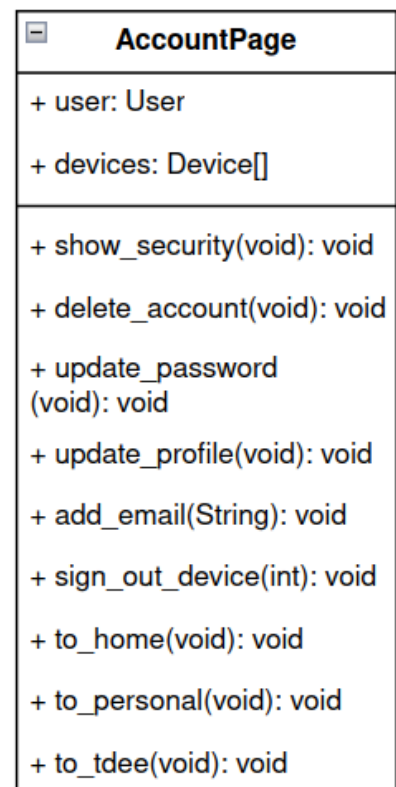 AccountPage
+ user: User
+ devices: Device[]
+ show_security(void): void
+ delete_account(void): void
+ update_password
(void): void
+ update_profile(void): void
+ add_email(String): void
+ sign_out_device(int): void
+ to_home(void): void
+ to_personal(void): void
+ to_tdee(void): void